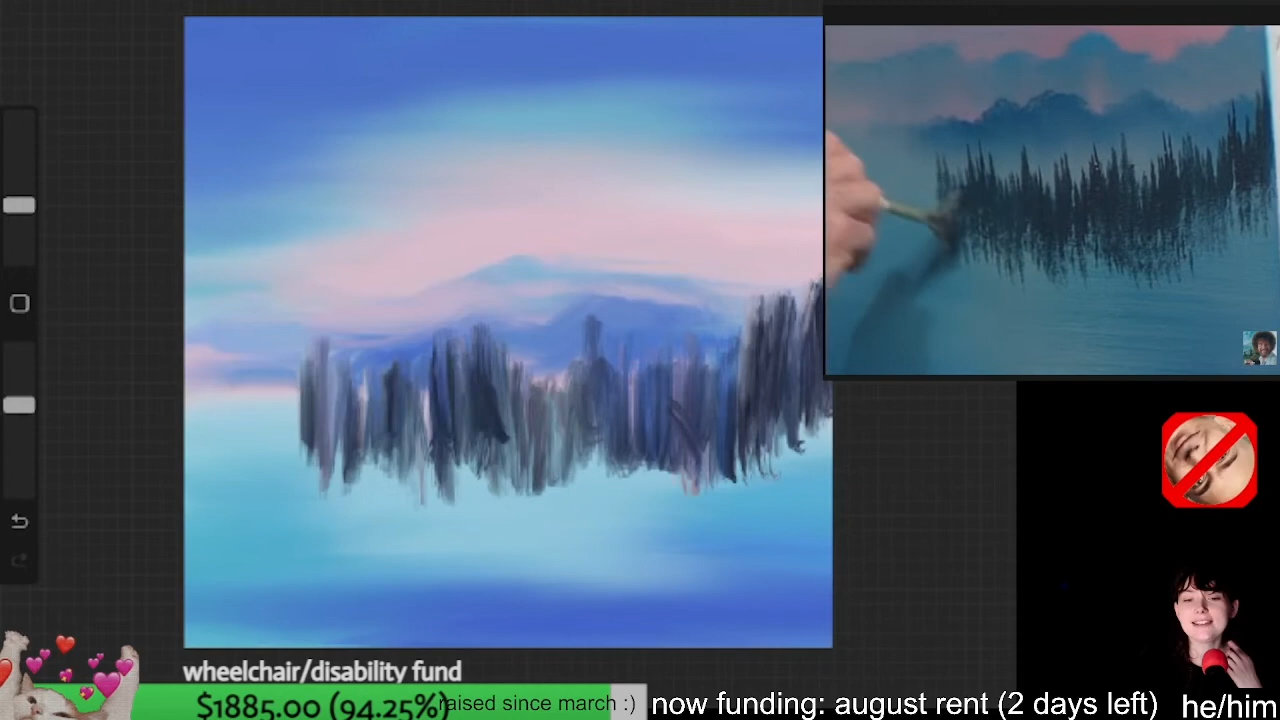 wheelchair/disability fund
$1885.00 (94.25%)
raised since march :)
now funding: august rent (2 days left)
he/him